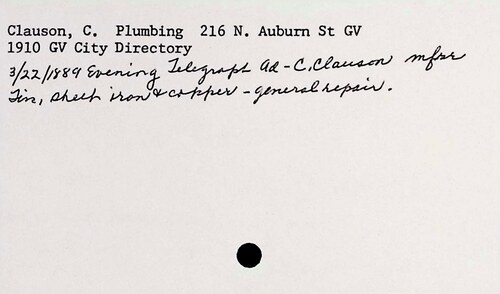 Clauson, C. Plumbing 216 N. Auburn St GV
1910 GV City Directory
3/22/1889 Evening Telegraph Ad - C. Clauson mfsr
Tin, sheet iron & copper - general repair.